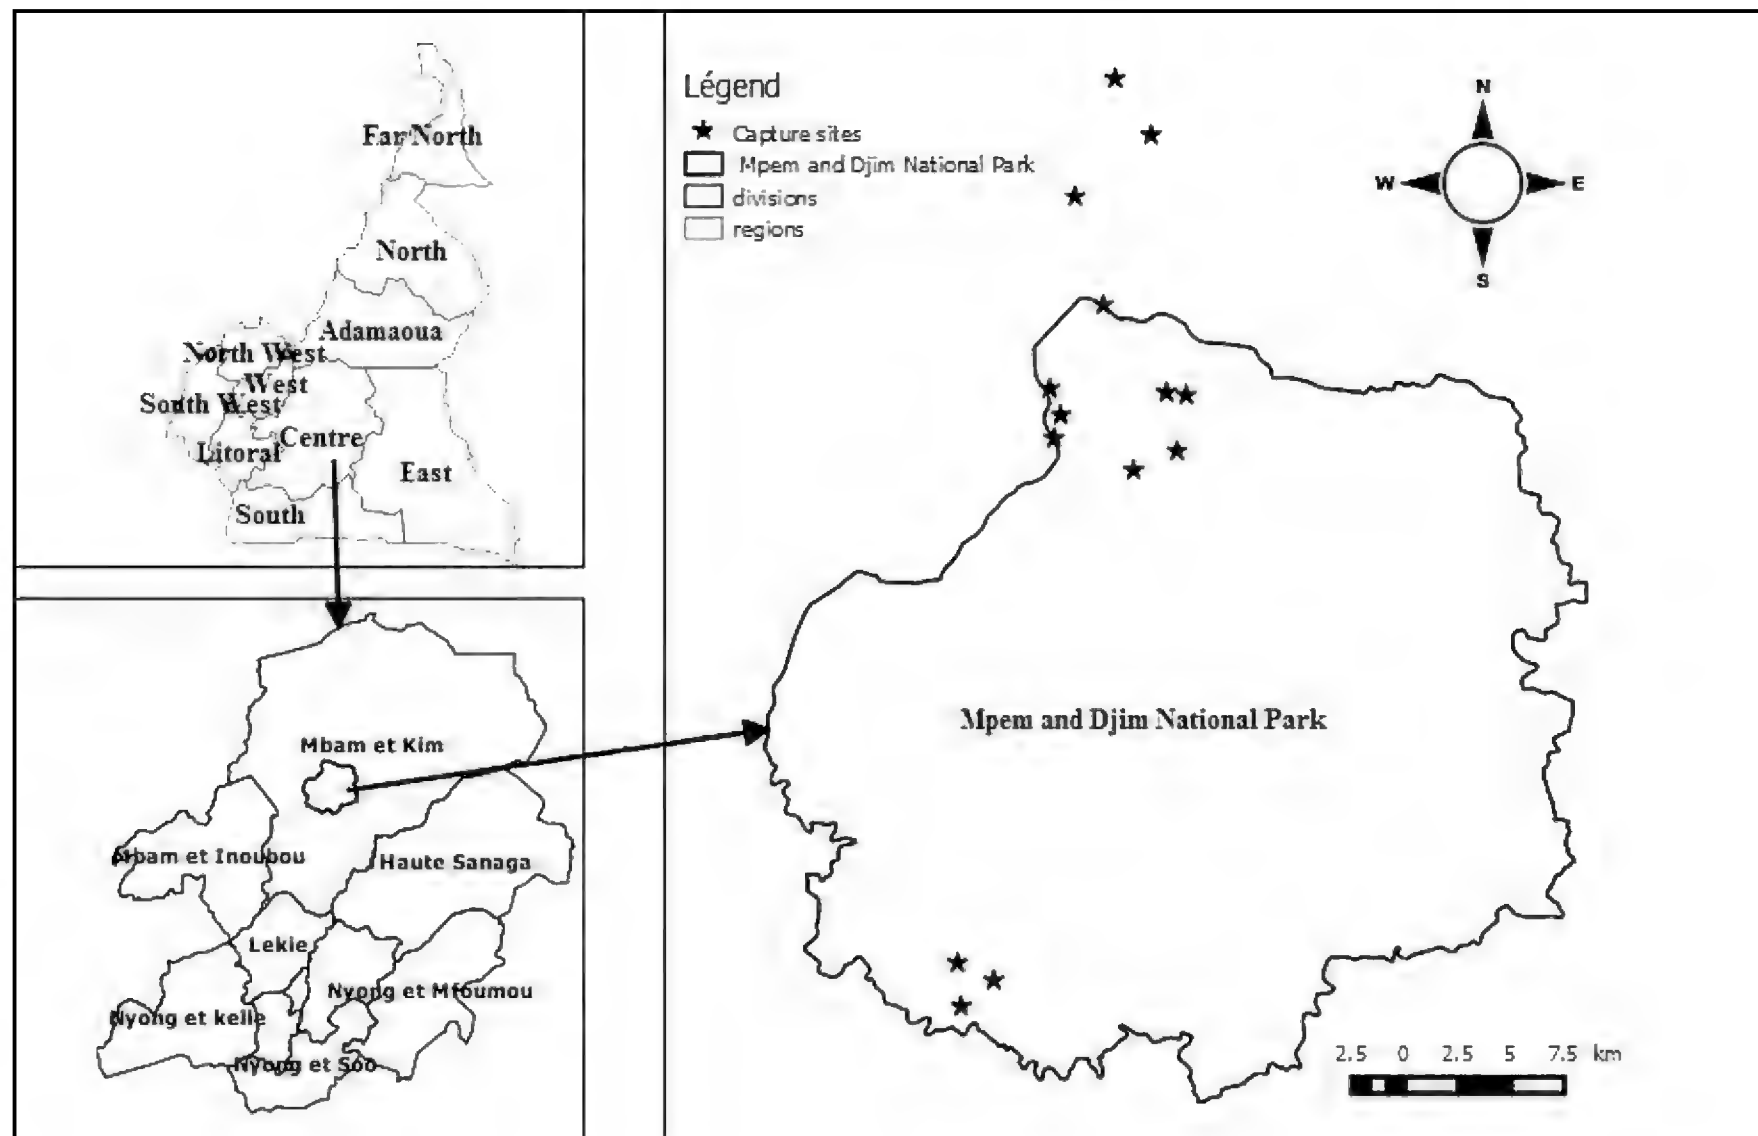 Far North
North
Adamaoua
North West
West
South West
Centre
Litoral
East
South
Légend
Capture sites
Mpem and Djim National Park
divisions
regions
N
W
E
S
Mpem and Djim National Park
2.5 0 2.5 5 7.5 km
Mbam et Kim
Mbam et Inoubou
Haute Sanaga
Lekie
Nyong et Mfoumou
Nyong et kelle
Nyong et Soo